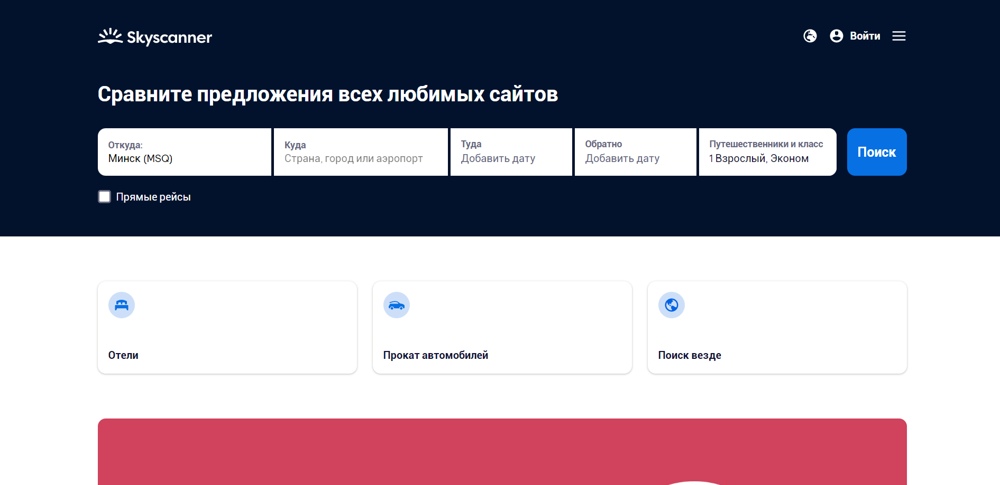 Skyscanner
Войти
Сравните предложения всех любимых сайтов
Откуда:
Минск (MSQ)
Куда
Страна, город или аэропорт
Туда
Добавить дату
Обратно
Добавить дату
Путешественники и класс
1 Взрослый, Эконом
Поиск
Прямые рейсы
Отели
Прокат автомобилей
Поиск везде